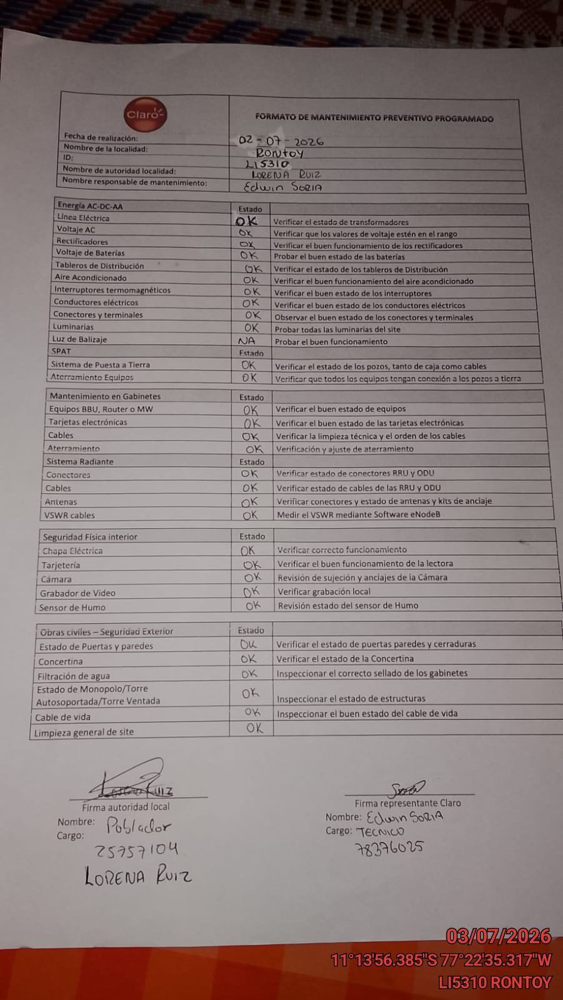 Claro
FORMATO DE MANTENIMIENTO PREVENTIVO PROGRAMADO
Fecha de realización: 02-07-2026
Nombre de la localidad: RONTOY
ID: LI5310
Nombre de autoridad localidad: LORENA RUIZ
Nombre responsable de mantenimiento: Edwin SORIA
Energía AC-DC-AA Estado
Línea Eléctrica OK Verificar el estado de transformadores
Voltaje AC OK Verificar que los valores de voltaje estén en el rango
Rectificadores OK Verificar el buen funcionamiento de los rectificadores
Voltaje de Baterías OK Probar el buen estado de las baterías
Tableros de Distribución OK Verificar el estado de los tableros de Distribución
Aire Acondicionado OK Verificar el buen funcionamiento del aire acondicionado
Interruptores termomagnéticos OK Verificar el buen estado de los interruptores
Conductores eléctricos OK Verificar el buen estado de los conductores eléctricos
Conectores y terminales OK Observar el buen estado de los conectores y terminales
Luminarias OK Probar todas las luminarias del site
Luz de Balizaje NA Probar el buen funcionamiento
SPAT Estado
Sistema de Puesta a Tierra OK Verificar el estado de los pozos, tanto de caja como cables
Aterramiento Equipos OK Verificar que todos los equipos tengan conexión a los pozos a tierra
Mantenimiento en Gabinetes Estado
Equipos BBU, Router o MW OK Verificar el buen estado de equipos
Tarjetas electrónicas OK Verificar el buen estado de las tarjetas electrónicas
Cables OK Verificar la limpieza técnica y el orden de los cables
Aterramiento OK Verificación y ajuste de aterramiento
Sistema Radiante Estado
Conectores OK Verificar estado de conectores RRU y ODU
Cables OK Verificar estado de cables de las RRU y ODU
Antenas OK Verificar conectores y estado de antenas y kits de anclaje
VSWR cables OK Medir el VSWR mediante Software eNodeB
Seguridad Física interior Estado
Chapa Eléctrica OK Verificar correcto funcionamiento
Tarjetería OK Verificar el buen funcionamiento de la lectora
Cámara OK Revisión de sujeción y anclajes de la Cámara
Grabador de Video OK Verificar grabación local
Sensor de Humo OK Revisión estado del sensor de Humo
Obras civiles – Seguridad Exterior Estado
Estado de Puertas y paredes OK Verificar el estado de puertas paredes y cerraduras
Concertina OK Verificar el estado de la Concertina
Filtración de agua OK Inspeccionar el correcto sellado de los gabinetes
Estado de Monopolo/Torre
Autosoportada/Torre Ventada OK Inspeccionar el estado de estructuras
Cable de vida OK Inspeccionar el buen estado del cable de vida
Limpieza general de site OK
Firma autoridad local
Nombre: Poblador
Cargo:
25757104
LORENA RUIZ
Firma representante Claro
Nombre: Edwin SORIA
Cargo: TECNICO
78376025
03/07/2026
11°13'56.385"S 77°22'35.317"W
LI5310 RONTOY